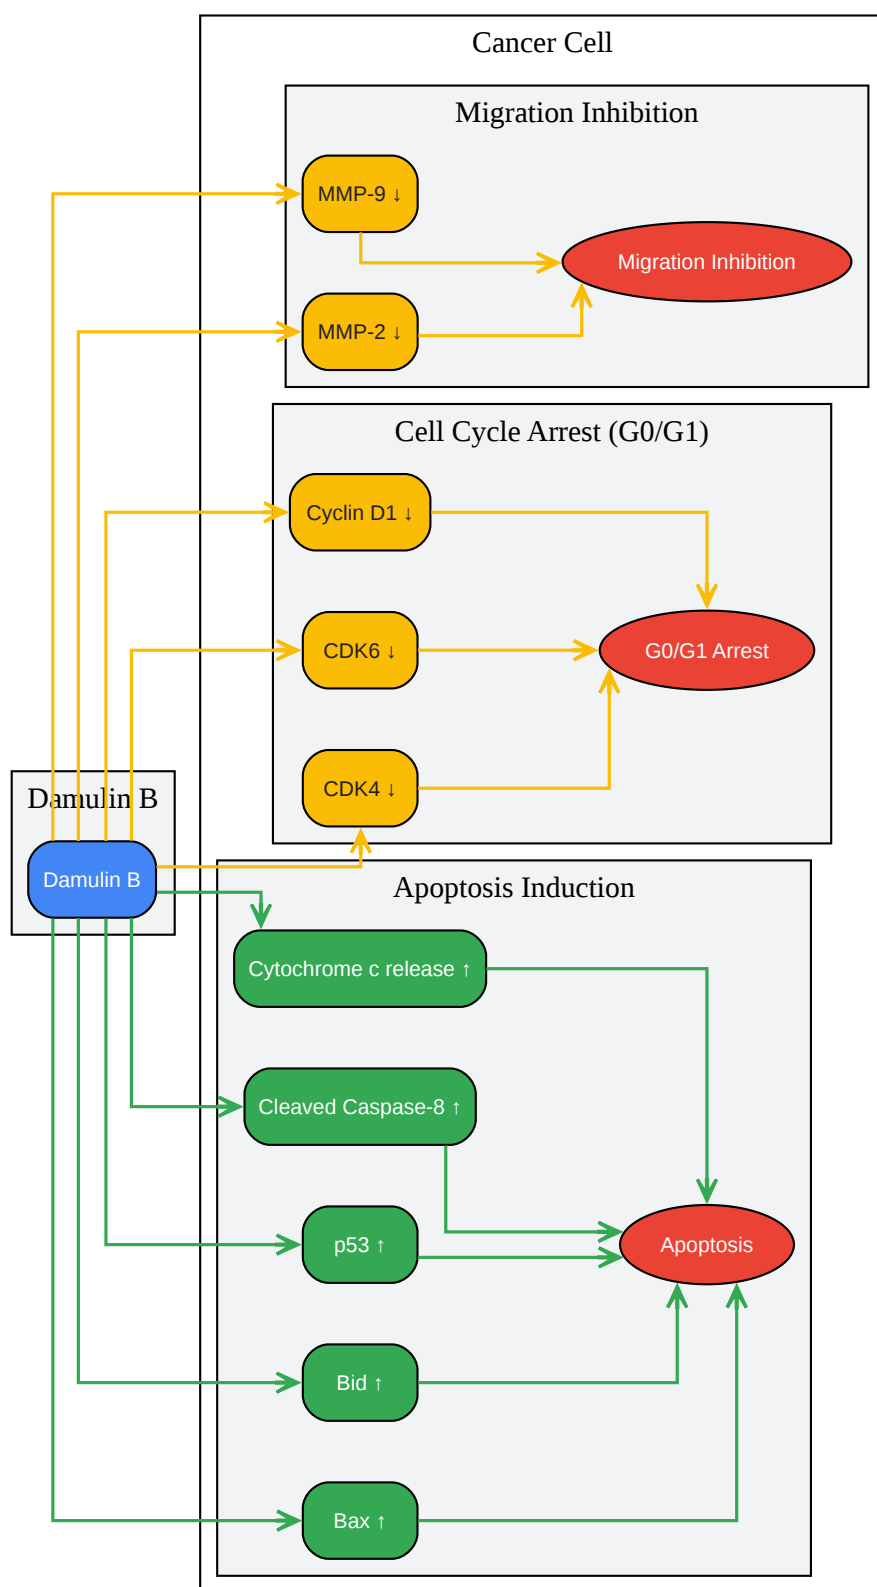 Cancer Cell
Migration Inhibition
MMP-9 ↓
Migration Inhibition
MMP-2 ↓
Cell Cycle Arrest (G0/G1)
Cyclin D1 ↓
CDK6 ↓
G0/G1 Arrest
CDK4 ↓
Damulin B
Damulin B
Apoptosis Induction
Cytochrome c release ↑
Cleaved Caspase-8 ↑
p53 ↑
Apoptosis
Bid ↑
Bax ↑